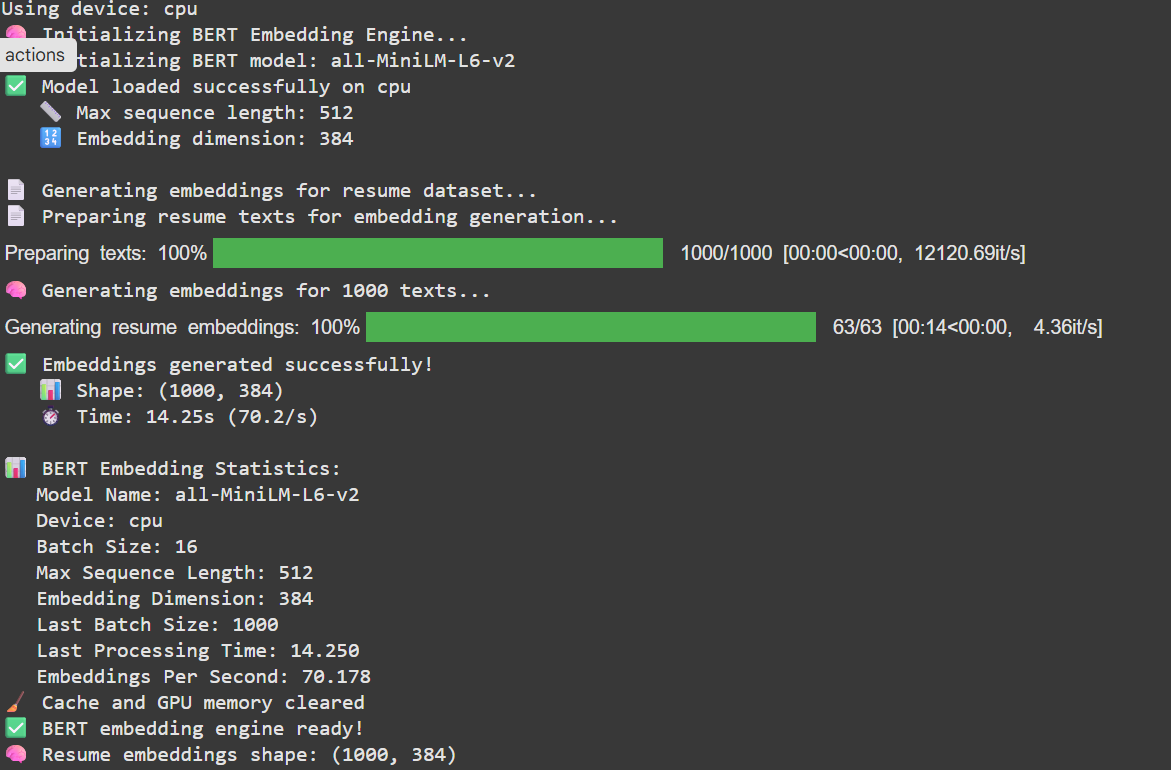 Using device: cpu
🧠 Initializing BERT Embedding Engine...
actions
tializing BERT model: all-MiniLM-L6-v2
✅ Model loaded successfully on cpu
📏 Max sequence length: 512
🔢 Embedding dimension: 384
📄 Generating embeddings for resume dataset...
📄 Preparing resume texts for embedding generation...
Preparing texts: 100% 1000/1000 [00:00<00:00, 12120.69it/s]
🧠 Generating embeddings for 1000 texts...
Generating resume embeddings: 100% 63/63 [00:14<00:00, 4.36it/s]
✅ Embeddings generated successfully!
📊 Shape: (1000, 384)
⏱️ Time: 14.25s (70.2/s)
📊 BERT Embedding Statistics:
Model Name: all-MiniLM-L6-v2
Device: cpu
Batch Size: 16
Max Sequence Length: 512
Embedding Dimension: 384
Last Batch Size: 1000
Last Processing Time: 14.250
Embeddings Per Second: 70.178
🧹 Cache and GPU memory cleared
✅ BERT embedding engine ready!
🧠 Resume embeddings shape: (1000, 384)